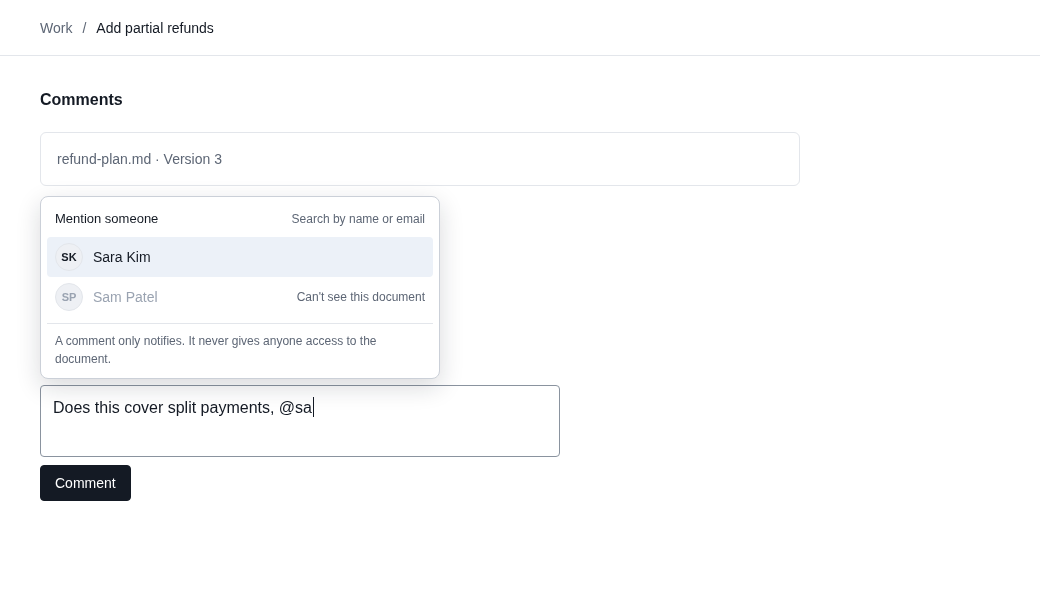 Work / Add partial refunds
Comments
refund-plan.md · Version 3
Mention someone Search by name or email
SK Sara Kim
SP Sam Patel Can't see this document
A comment only notifies. It never gives anyone access to the
document.
Does this cover split payments, @sa
Comment